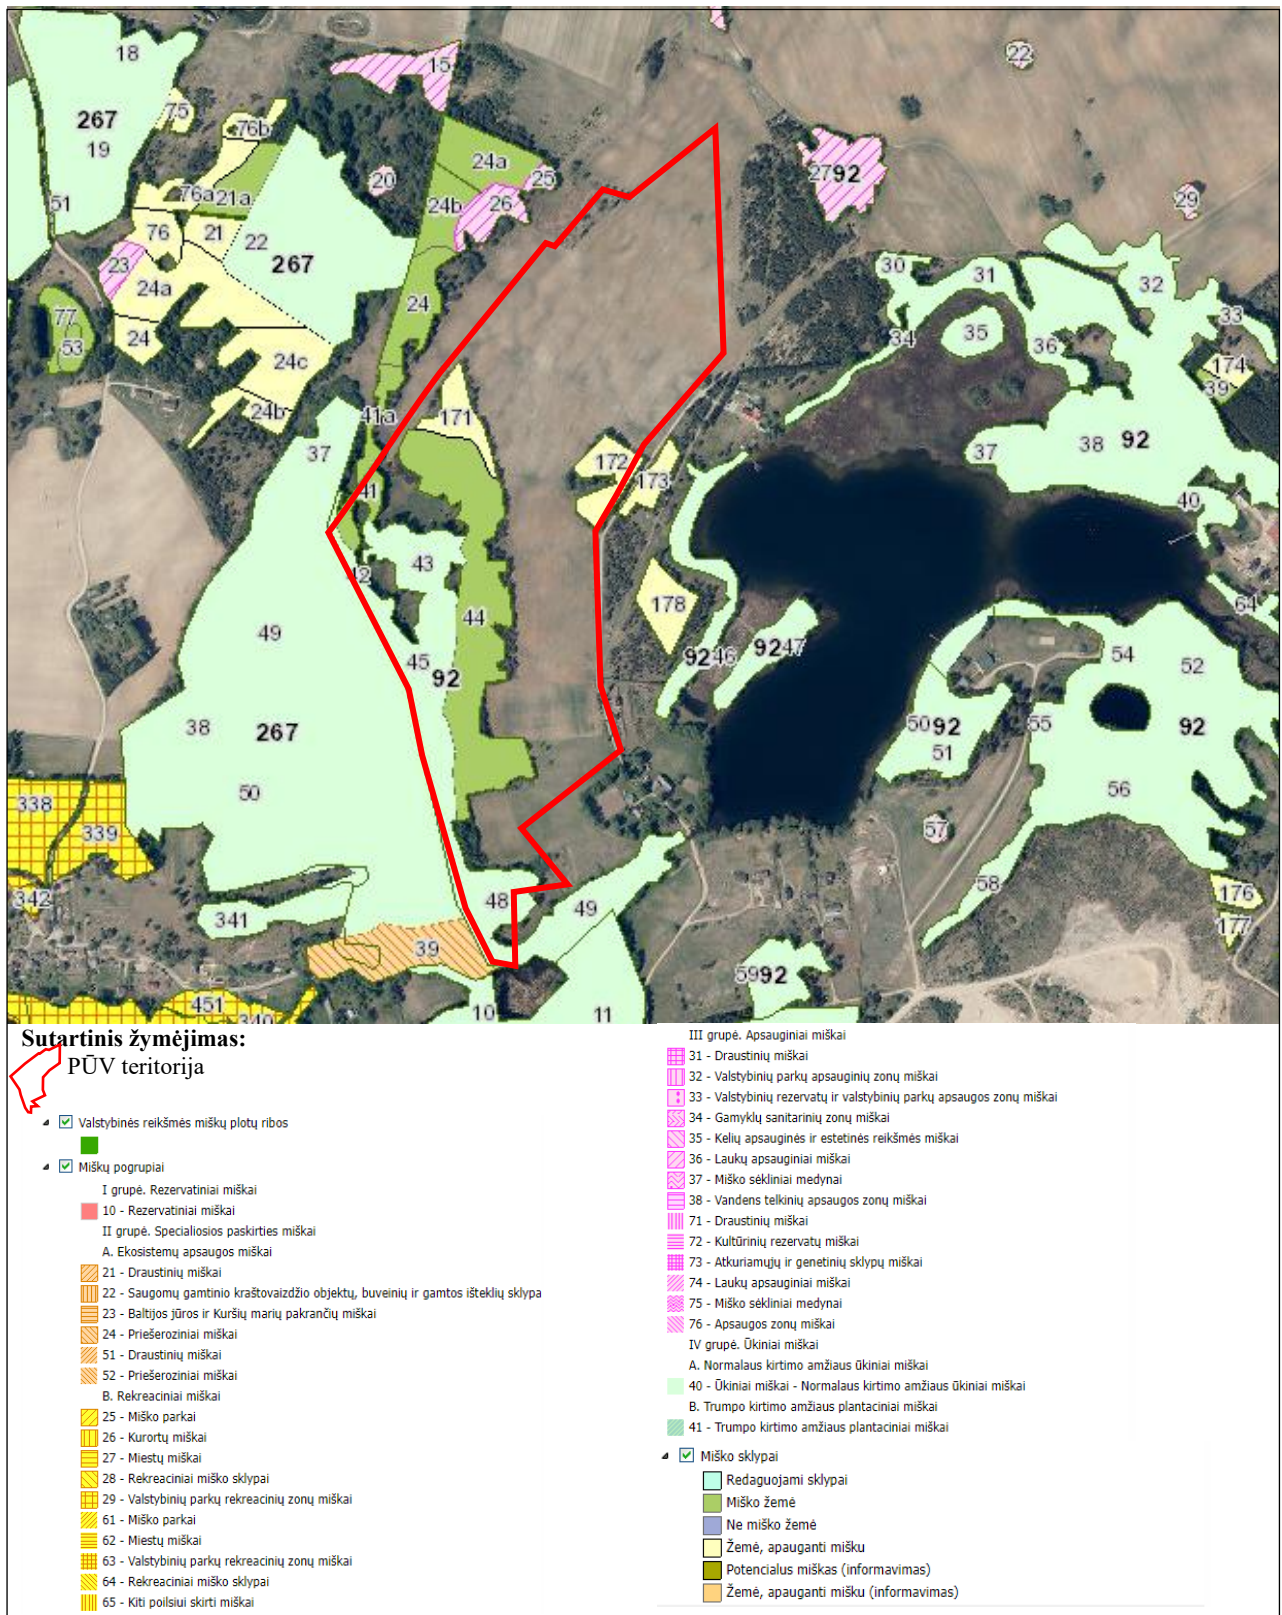 18
15
22
267
75
19
76b
24a
27 92
20
25
76a
21a
24b
26
29
51
76
21
22
267
23
30
31
32
24a
77
24
33
24
35
34
36
53
24c
174
39
24b
41a
171
38 92
37
37
172
173
41
40
43
42
178
64
49
44
92 47
54
92 46
45
52
92
38
267
50 92
55
92
51
50
56
338
339
57
58
176
342
48
49
341
177
39
59 92
451
340
10
11
Sutartinis žymėjimas:
PŪV teritorija
Valstybinės reikšmės miškų plotų ribos
Miškų pogrupiai
I grupė. Rezervatiniai miškai
10 - Rezervatiniai miškai
II grupė. Specialiosios paskirties miškai
A. Ekosistemų apsaugos miškai
21 - Draustinių miškai
22 - Saugomų gamtinio kraštovaizdžio objektų, buveinių ir gamtos išteklių sklypa
23 - Baltijos jūros ir Kuršių marių pakrančių miškai
24 - Priešeroziniai miškai
51 - Draustinių miškai
52 - Priešeroziniai miškai
B. Rekreaciniai miškai
25 - Miško parkai
26 - Kurortų miškai
27 - Miestų miškai
28 - Rekreaciniai miško sklypai
29 - Valstybinių parkų rekreacinių zonų miškai
61 - Miško parkai
62 - Miestų miškai
63 - Valstybinių parkų rekreacinių zonų miškai
64 - Rekreaciniai miško sklypai
65 - Kiti poilsiui skirti miškai
III grupė. Apsauginiai miškai
31 - Draustinių miškai
32 - Valstybinių parkų apsauginių zonų miškai
33 - Valstybinių rezervatų ir valstybinių parkų apsaugos zonų miškai
34 - Gamyklų sanitarinių zonų miškai
35 - Kelių apsauginės ir estetinės reikšmės miškai
36 - Laukų apsauginiai miškai
37 - Miško sėkliniai medynai
38 - Vandens telkinių apsaugos zonų miškai
71 - Draustinių miškai
72 - Kultūrinių rezervatų miškai
73 - Atkuriamųjų ir genetinių sklypų miškai
74 - Laukų apsauginiai miškai
75 - Miško sėkliniai medynai
76 - Apsaugos zonų miškai
IV grupė. Ūkiniai miškai
A. Normalaus kirtimo amžiaus ūkiniai miškai
40 - Ūkiniai miškai - Normalaus kirtimo amžiaus ūkiniai miškai
B. Trumpo kirtimo amžiaus plantaciniai miškai
41 - Trumpo kirtimo amžiaus plantaciniai miškai
Miško sklypai
Redaguojami sklypai
Miško žemė
Ne miško žemė
Žemė, apauganti mišku
Potencialus miškas (informavimas)
Žemė, apauganti mišku (informavimas)